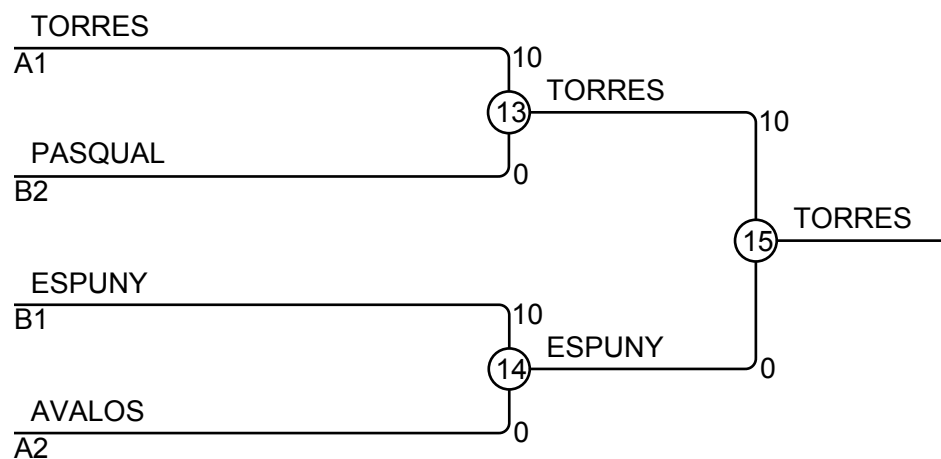 TORRES
A1
10
13
TORRES
PASQUAL
B2
0
10
15
TORRES
ESPUNY
B1
10
14
ESPUNY
0
AVALOS
A2
0